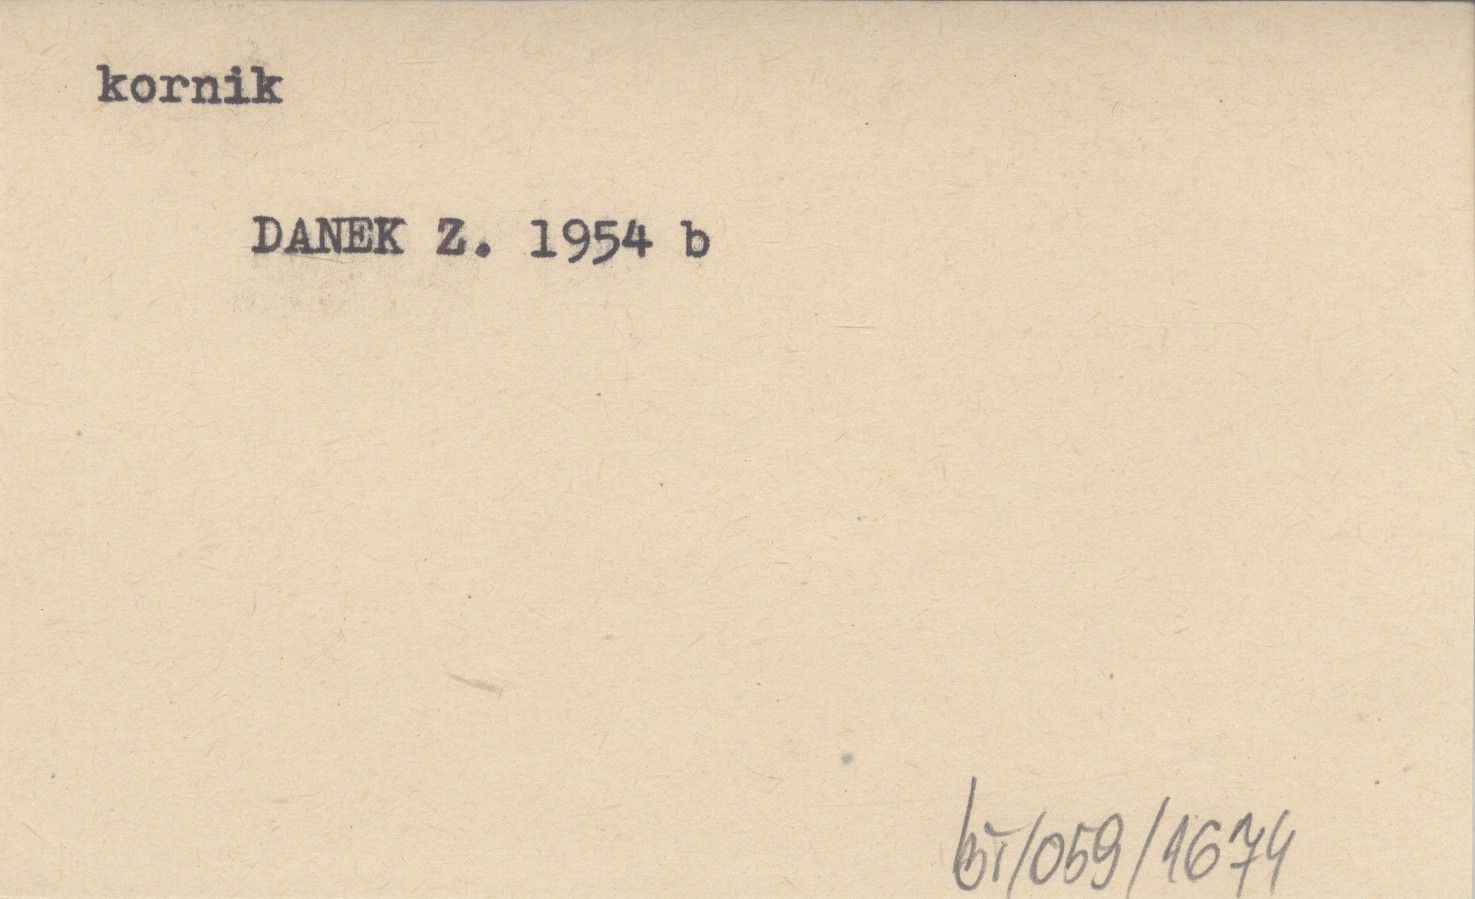 kornik
DANEK Z. 1954 b
bT/059/1674